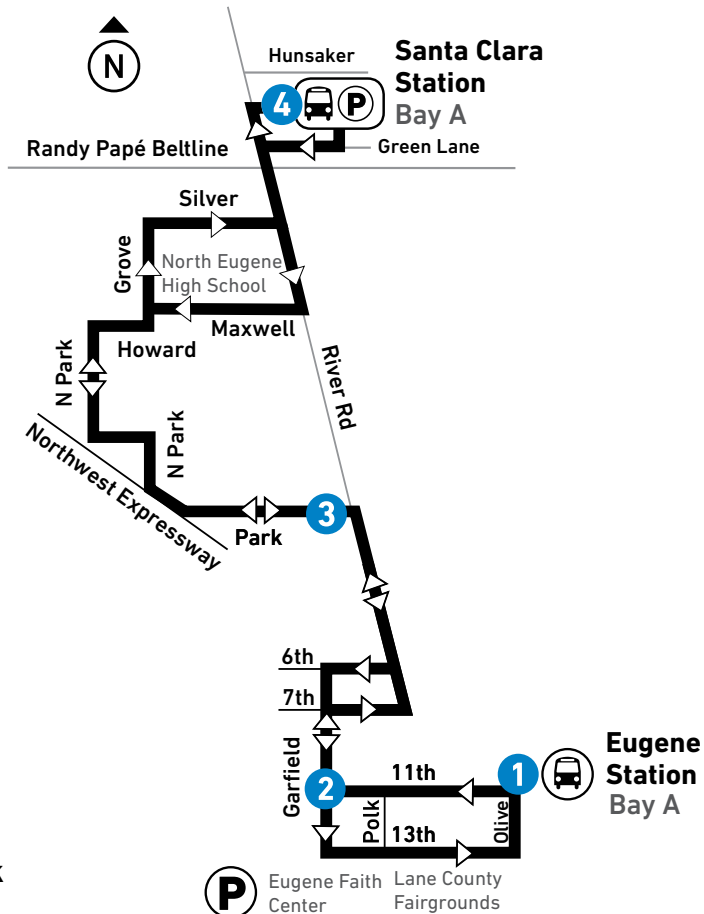 N
Hunsaker
Santa Clara
Station
Bay A
4
P
Randy Papé Beltline
Green Lane
Silver
Grove
North Eugene
High School
Maxwell
Howard
N Park
River Rd
N Park
Northwest Expressway
3
Park
6th
7th
Garfield
Eugene
Station
Bay A
1
11th
2
Polk
Olive
13th
P
Eugene Faith
Center
Lane County
Fairgrounds